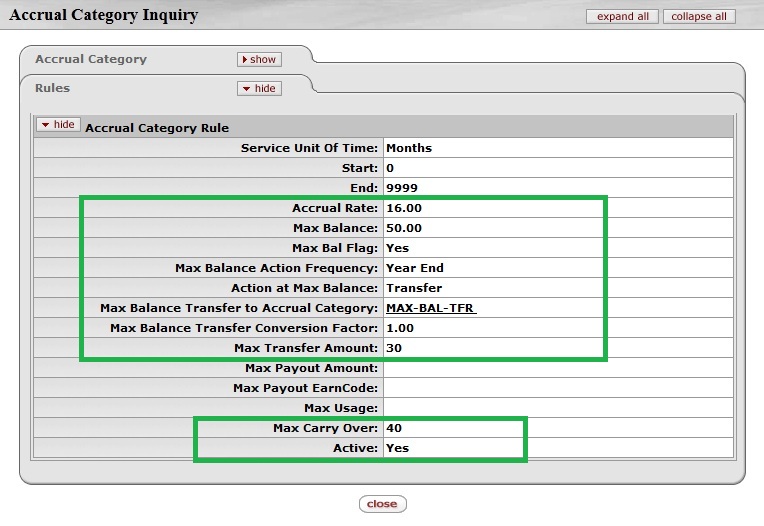 Accrual Category Inquiry
expand all collapse all
Accrual Category show
Rules hide
hide Accrual Category Rule
Service Unit Of Time: Months
Start: 0
End: 9999
Accrual Rate: 16.00
Max Balance: 50.00
Max Bal Flag: Yes
Max Balance Action Frequency: Year End
Action at Max Balance: Transfer
Max Balance Transfer to Accrual Category: MAX-BAL-TFR
Max Balance Transfer Conversion Factor: 1.00
Max Transfer Amount: 30
Max Payout Amount:
Max Payout EarnCode:
Max Usage:
Max Carry Over: 40
Active: Yes
close